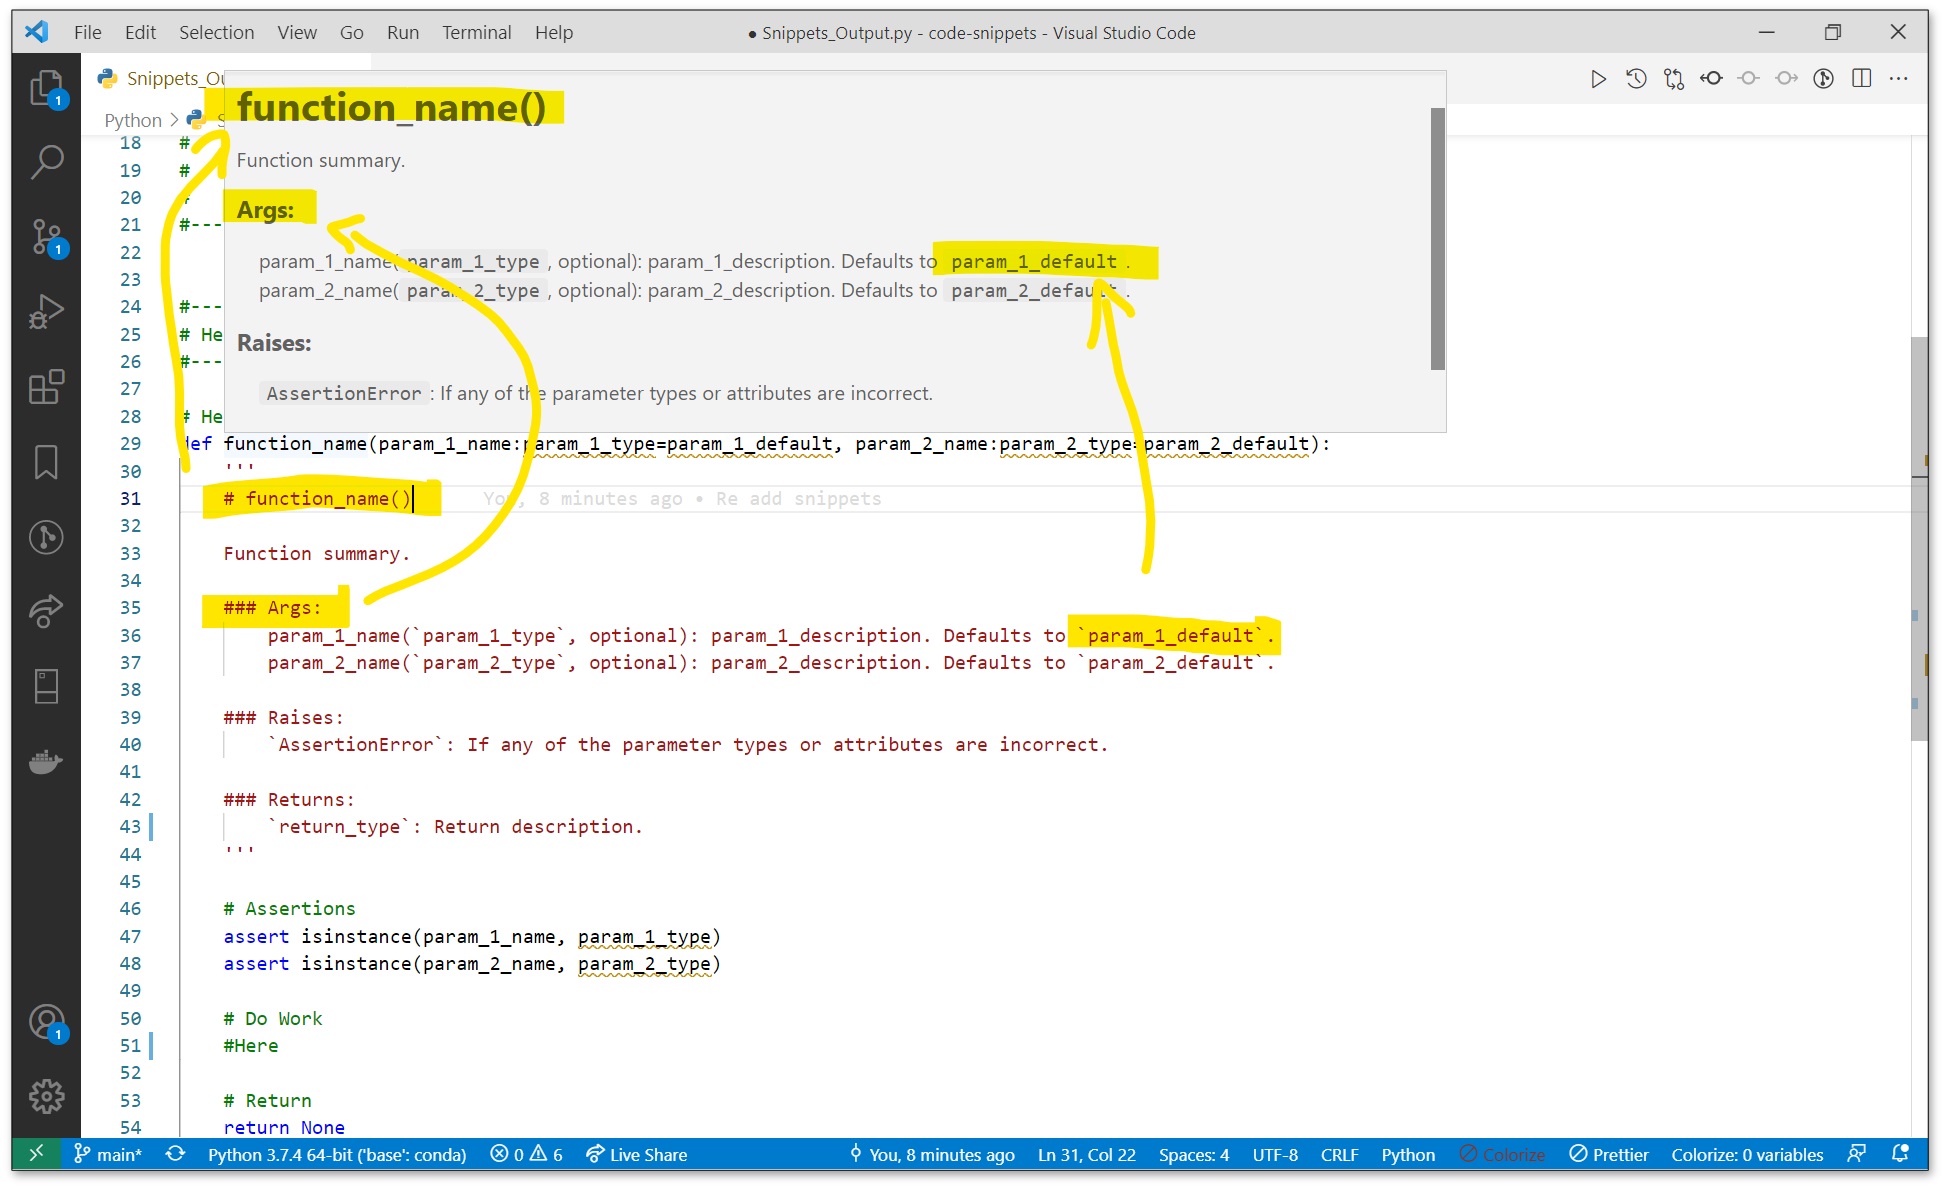 File Edit Selection View Go Run Terminal Help
● Snippets_Output.py - code-snippets - Visual Studio Code
Snippets_Ou
Python >
function_name()
Function summary.
Args:
param_1_name( param_1_type , optional): param_1_description. Defaults to param_1_default .
param_2_name( param_2_type , optional): param_2_description. Defaults to param_2_default .
Raises:
AssertionError : If any of the parameter types or attributes are incorrect.
18 #
19 #
20 #
21 #---
22
23
24 #---
25 # He
26 #---
27
28 # He
29 def function_name(param_1_name:param_1_type=param_1_default, param_2_name:param_2_type=param_2_default):
30 '''
31 # function_name() You, 8 minutes ago • Re add snippets
32
33 Function summary.
34
35 ### Args:
36 param_1_name(`param_1_type`, optional): param_1_description. Defaults to `param_1_default`.
37 param_2_name(`param_2_type`, optional): param_2_description. Defaults to `param_2_default`.
38
39 ### Raises:
40 `AssertionError`: If any of the parameter types or attributes are incorrect.
41
42 ### Returns:
43 `return_type`: Return description.
44 '''
45
46 # Assertions
47 assert isinstance(param_1_name, param_1_type)
48 assert isinstance(param_2_name, param_2_type)
49
50 # Do Work
51 #Here
52
53 # Return
54 return None
1
1
1
main* Python 3.7.4 64-bit ('base': conda) 0 6 Live Share You, 8 minutes ago Ln 31, Col 22 Spaces: 4 UTF-8 CRLF Python Colorize Prettier Colorize: 0 variables